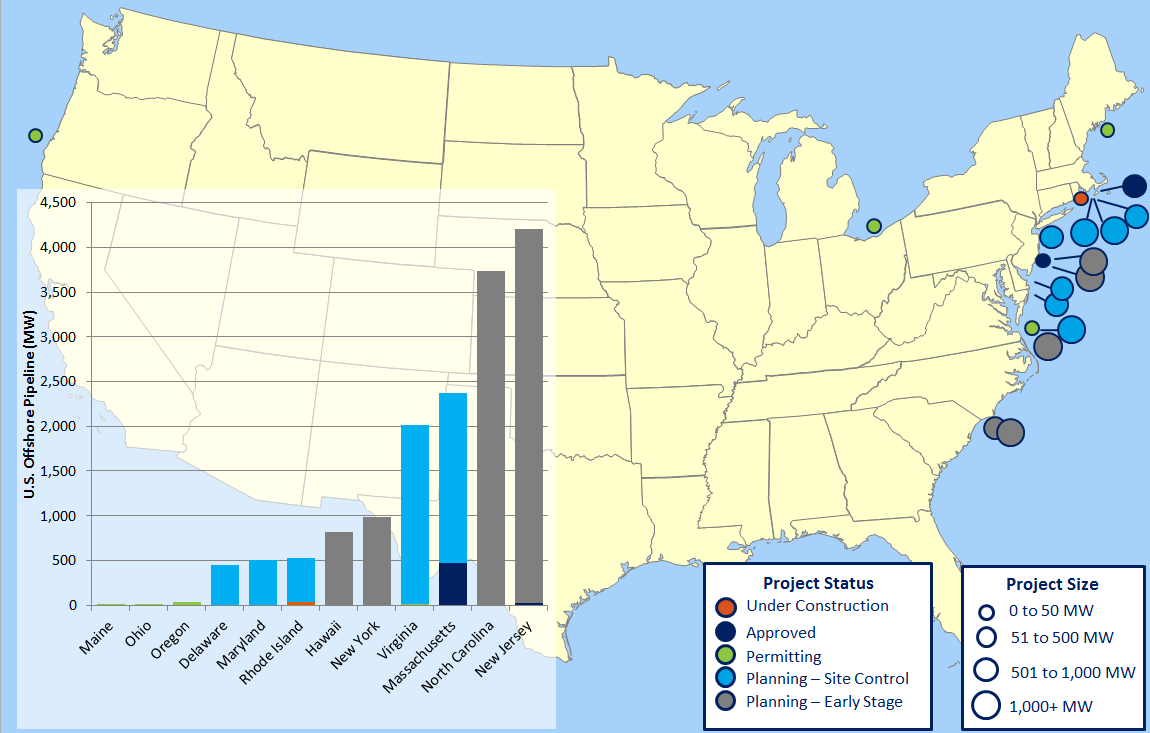 4,500
4,000
3,500
3,000
2,500
2,000
1,500
1,000
500
0
U.S. Offshore Pipeline (MW)
Maine
Ohio
Oregon
Delaware
Maryland
Rhode Island
Hawaii
New York
Virginia
Massachusetts
North Carolina
New Jersey
Project Status
Under Construction
Approved
Permitting
Planning – Site Control
Planning – Early Stage
Project Size
0 to 50 MW
51 to 500 MW
501 to 1,000 MW
1,000+ MW